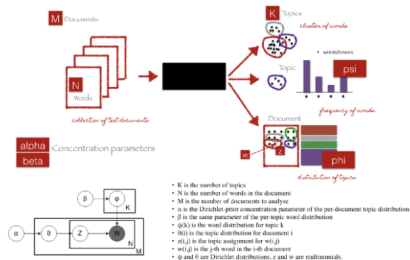 M Documents
N
Words
collection of text documents
alpha
beta
Concentration parameters
K Topics
cluster of words
Topic
words/tokens
psi
frequency of words
Document
w
z
phi
distribution of topics
β
φ
K
α
θ
Z
W
N
M
• K is the number of topics
• N is the number of words in the document
• M is the number of documents to analyse
• α is the Dirichlet-prior concentration parameter of the per-document topic distribution
• β is the same parameter of the per-topic word distribution
• φ(k) is the word distribution for topic k
• θ(i) is the topic distribution for document i
• z(i,j) is the topic assignment for w(i,j)
• w(i,j) is the j-th word in the i-th document
• φ and θ are Dirichlet distributions, z and w are multinomials.